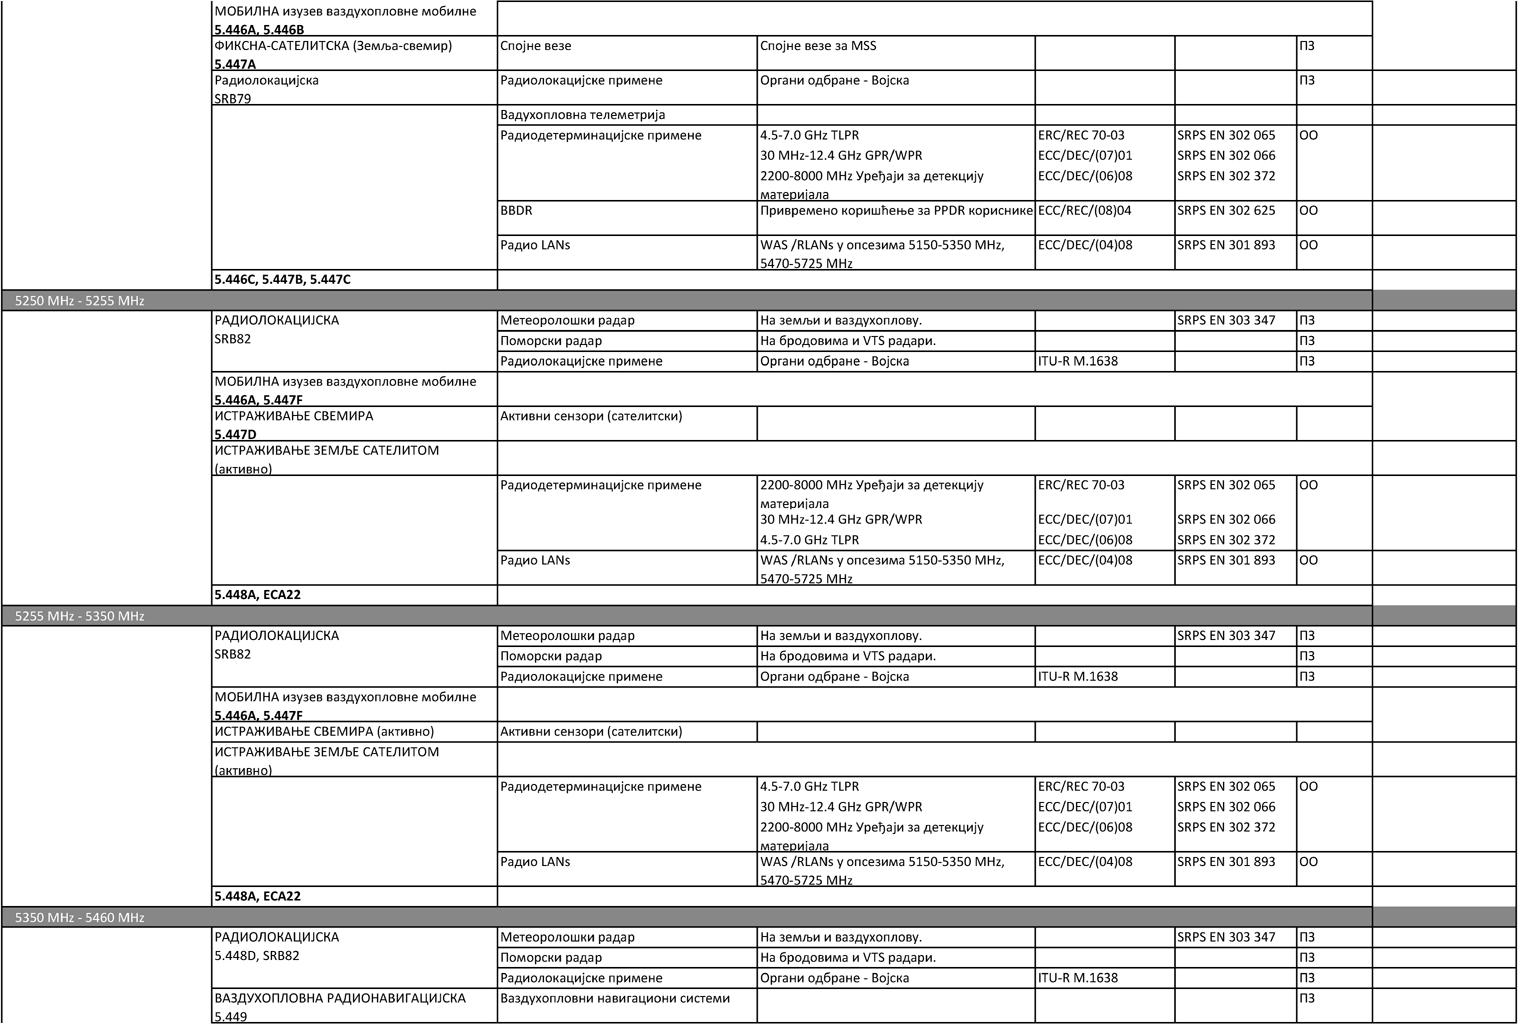 МОБИЛНА изузев ваздухопловне мобилне
5.446A, 5.446B
ФИКСНА-САТЕЛИТСКА (Земља-свемир) Спојне везе Спојне везе за MSS ПЗ
5.447A
Радиолокацијска Радиолокацијске примене Органи одбране - Војска ПЗ
SRB79
Вадухопловна телеметрија
Радиодетерминацијске примене 4.5-7.0 GHz TLPR ERC/REC 70-03 SRPS EN 302 065 ОО
30 MHz-12.4 GHz GPR/WPR ECC/DEC/(07)01 SRPS EN 302 066
2200-8000 MHz Уређаји за детекцију ECC/DEC/(06)08 SRPS EN 302 372
материјала
BBDR Привремено коришћење за PPDR кориснике ECC/REC/(08)04 SRPS EN 302 625 ОО
Радио LANs WAS /RLANs у опсезима 5150-5350 MHz, ECC/DEC/(04)08 SRPS EN 301 893 ОО
5470-5725 MHz
5.446C, 5.447B, 5.447C
5250 MHz - 5255 MHz
РАДИОЛОКАЦИЈСКА Метеоролошки радар На земљи и ваздухоплову. SRPS EN 303 347 ПЗ
SRB82 Поморски радар На бродовима и VTS радари. ПЗ
Радиолокацијске примене Органи одбране - Војска ITU-R M.1638 ПЗ
МОБИЛНА изузев ваздухопловне мобилне
5.446A, 5.447F
ИСТРАЖИВАЊЕ СВЕМИРА Активни сензори (сателитски)
5.447D
ИСТРАЖИВАЊЕ ЗЕМЉЕ САТЕЛИТОМ
(активно)
Радиодетерминацијске примене 2200-8000 MHz Уређаји за детекцију ERC/REC 70-03 SRPS EN 302 065 ОО
материјала
30 MHz-12.4 GHz GPR/WPR ECC/DEC/(07)01 SRPS EN 302 066
4.5-7.0 GHz TLPR ECC/DEC/(06)08 SRPS EN 302 372
Радио LANs WAS /RLANs у опсезима 5150-5350 MHz, ECC/DEC/(04)08 SRPS EN 301 893 ОО
5470-5725 MHz
5.448A, ECA22
5255 MHz - 5350 MHz
РАДИОЛОКАЦИЈСКА Метеоролошки радар На земљи и ваздухоплову. SRPS EN 303 347 ПЗ
SRB82 Поморски радар На бродовима и VTS радари. ПЗ
Радиолокацијске примене Органи одбране - Војска ITU-R M.1638 ПЗ
МОБИЛНА изузев ваздухопловне мобилне
5.446A, 5.447F
ИСТРАЖИВАЊЕ СВЕМИРА (активно) Активни сензори (сателитски)
ИСТРАЖИВАЊЕ ЗЕМЉЕ САТЕЛИТОМ
(активно)
Радиодетерминацијске примене 4.5-7.0 GHz TLPR ERC/REC 70-03 SRPS EN 302 065 ОО
30 MHz-12.4 GHz GPR/WPR ECC/DEC/(07)01 SRPS EN 302 066
2200-8000 MHz Уређаји за детекцију ECC/DEC/(06)08 SRPS EN 302 372
материјала
Радио LANs WAS /RLANs у опсезима 5150-5350 MHz, ECC/DEC/(04)08 SRPS EN 301 893 ОО
5470-5725 MHz
5.448A, ECA22
5350 MHz - 5460 MHz
РАДИОЛОКАЦИЈСКА Метеоролошки радар На земљи и ваздухоплову. SRPS EN 303 347 ПЗ
5.448D, SRB82 Поморски радар На бродовима и VTS радари. ПЗ
Радиолокацијске примене Органи одбране - Војска ITU-R M.1638 ПЗ
ВАЗДУХОПЛОВНА РАДИОНАВИГАЦИЈСКА Ваздухопловни навигациони системи ПЗ
5.449